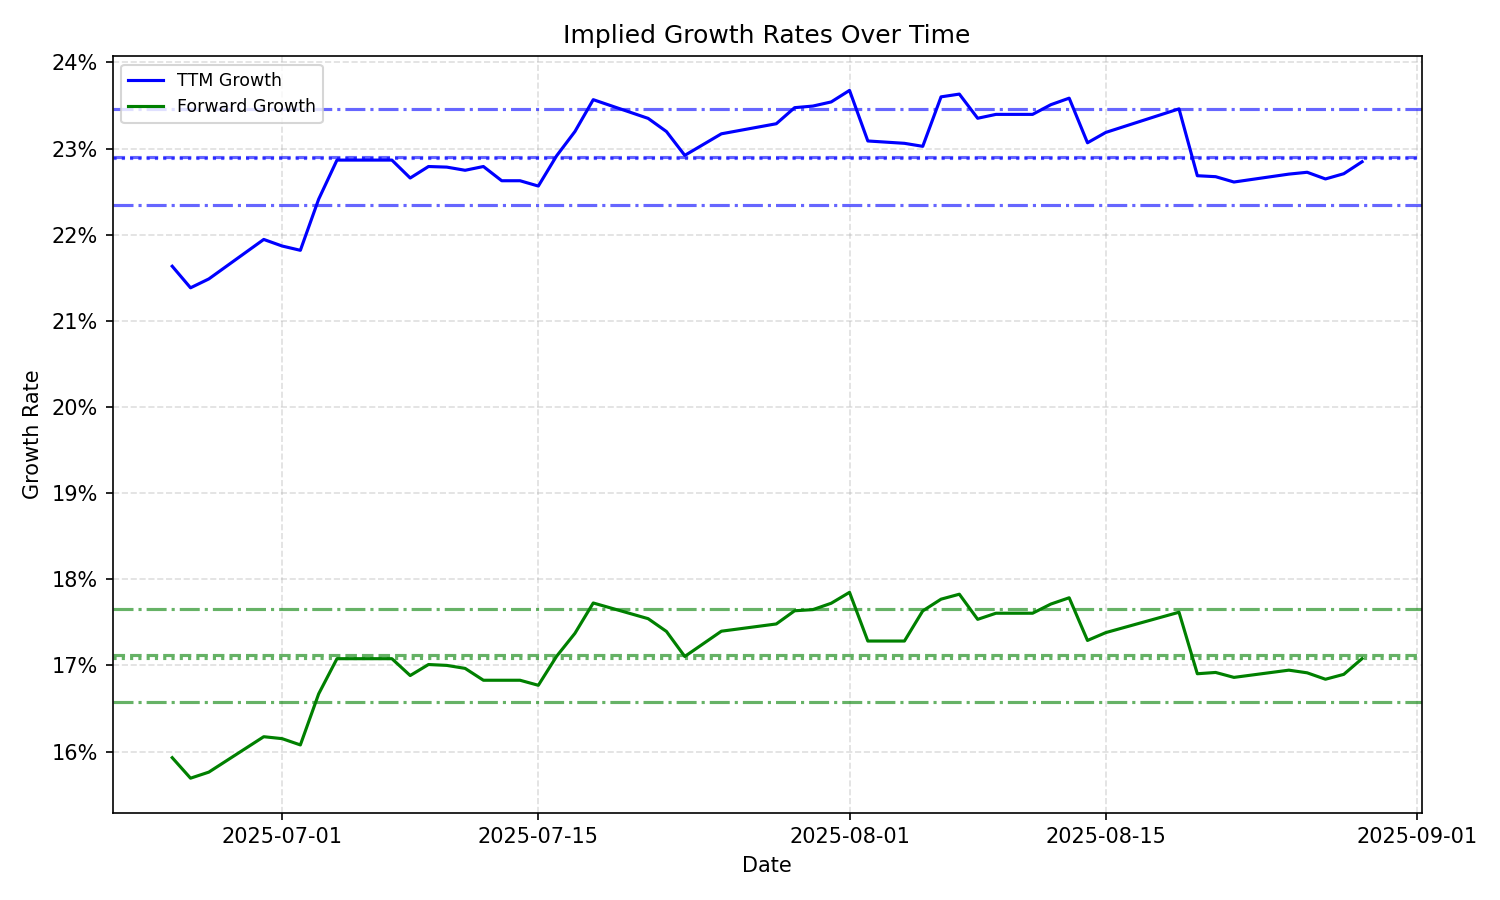 Implied Growth Rates Over Time
TTM Growth
Forward Growth
24%
23%
22%
21%
20%
19%
18%
17%
16%
Growth Rate
2025-07-01
2025-07-15
2025-08-01
2025-08-15
2025-09-01
Date